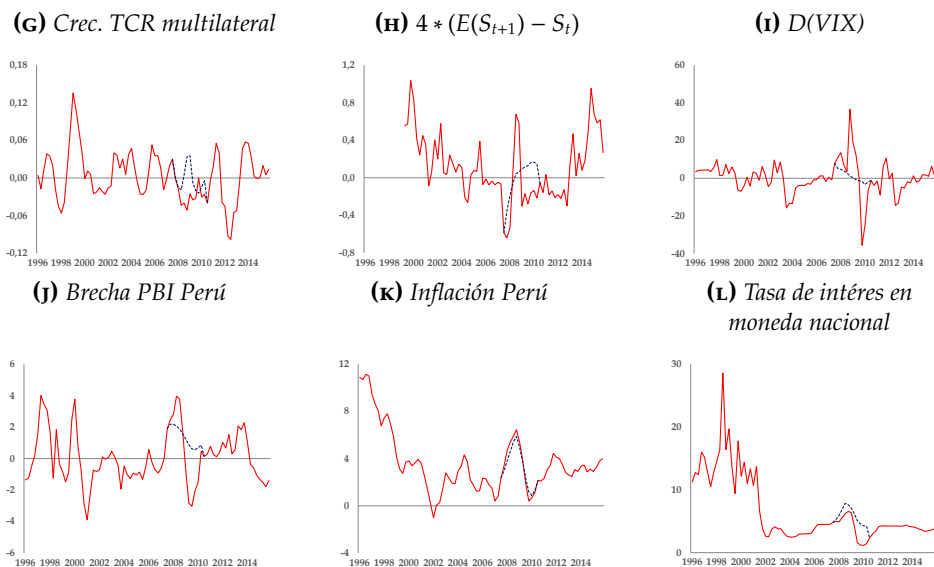 (G) Crec. TCR multilateral
0,18
0,12
0,06
0,00
-0,06
-0,12
1996 1998 2000 2002 2004 2006 2008 2010 2012 2014
(H) 4 ∗ (E(S_{t+1}) − S_t)
1,2
0,8
0,4
0,0
-0,4
-0,8
1996 1998 2000 2002 2004 2006 2008 2010 2012 2014
(I) D(VIX)
60
40
20
0
-20
-40
1996 1998 2000 2002 2004 2006 2008 2010 2012 2014
(J) Brecha PBI Perú
6
4
2
0
-2
-4
-6
1996 1998 2000 2002 2004 2006 2008 2010 2012 2014
(K) Inflación Perú
12
8
4
0
-4
1996 1998 2000 2002 2004 2006 2008 2010 2012 2014
(L) Tasa de intéres en
moneda nacional
30
20
10
0
1996 1998 2000 2002 2004 2006 2008 2010 2012 2014